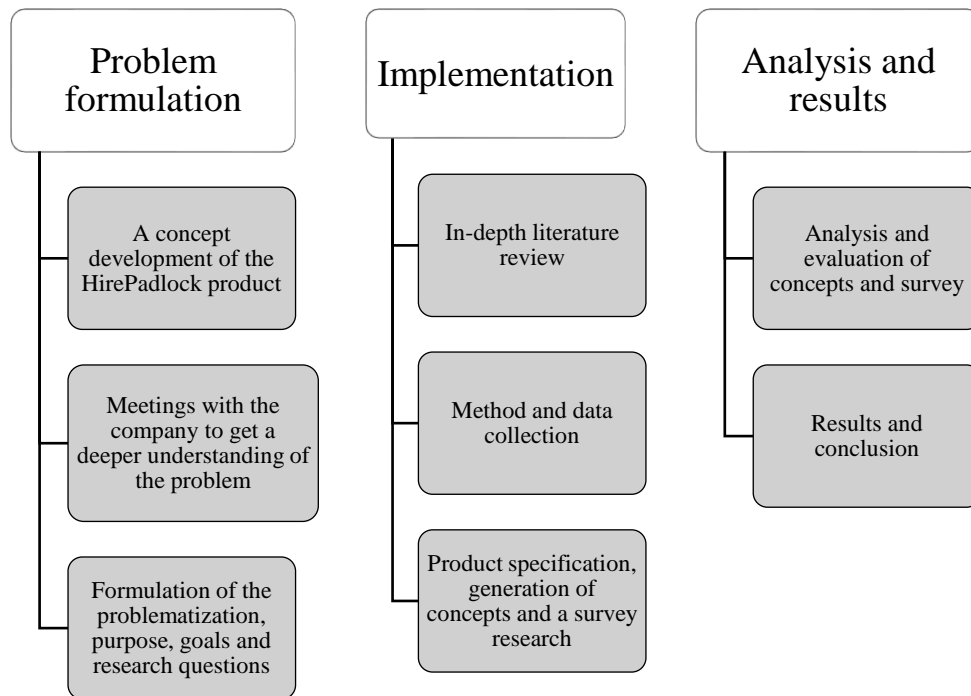 Problem
formulation
A concept
development of the
HirePadlock product
Meetings with the
company to get a
deeper understanding of
the problem
Formulation of the
problematization,
purpose, goals and
research questions
Implementation
In-depth literature
review
Method and data
collection
Product specification,
generation of
concepts and a survey
research
Analysis and
results
Analysis and
evaluation of
concepts and survey
Results and
conclusion